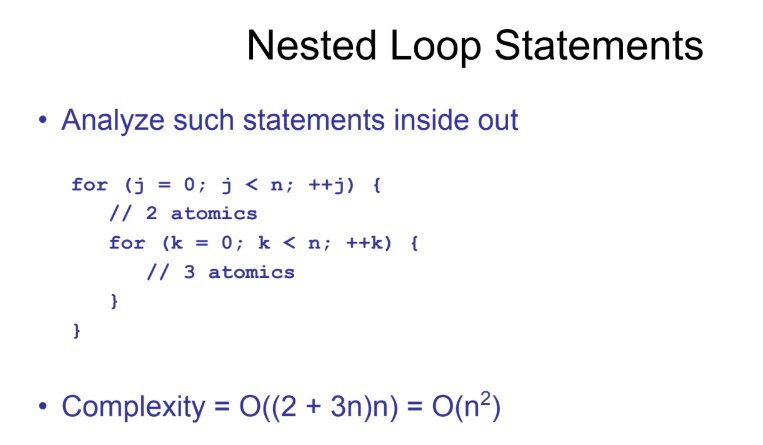 Nested Loop Statements
• Analyze such statements inside out
for (j = 0; j < n; ++j) {
// 2 atomics
for (k = 0; k < n; ++k) {
// 3 atomics
}
}
• Complexity = O((2 + 3n)n) = O(n²)